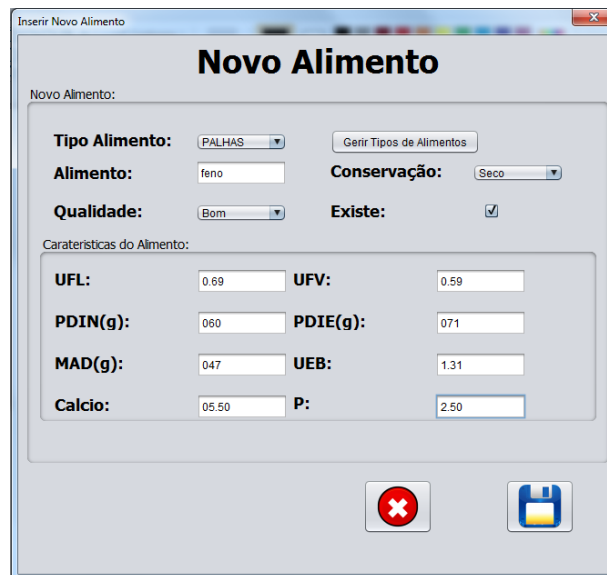 Inserir Novo Alimento
Novo Alimento
Novo Alimento:
Tipo Alimento: PALHAS Gerir Tipos de Alimentos
Alimento: feno Conservação: Seco
Qualidade: Bom Existe:
Carateristicas do Alimento:
UFL: 0.69 UFV: 0.59
PDIN(g): 060 PDIE(g): 071
MAD(g): 047 UEB: 1.31
Calcio: 05.50 P: 2.50